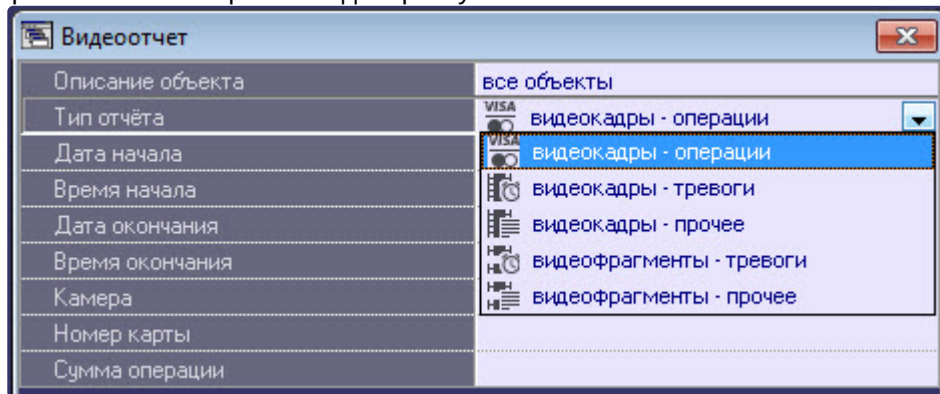 Видеоотчет
Описание объекта все объекты
Тип отчёта VISA видеокадры - операции
VISA видеокадры - операции
Дата начала
видеокадры - тревоги
Время начала
видеокадры - прочее
Дата окончания
видеофрагменты - тревоги
Время окончания
видеофрагменты - прочее
Камера
Номер карты
Сумма операции